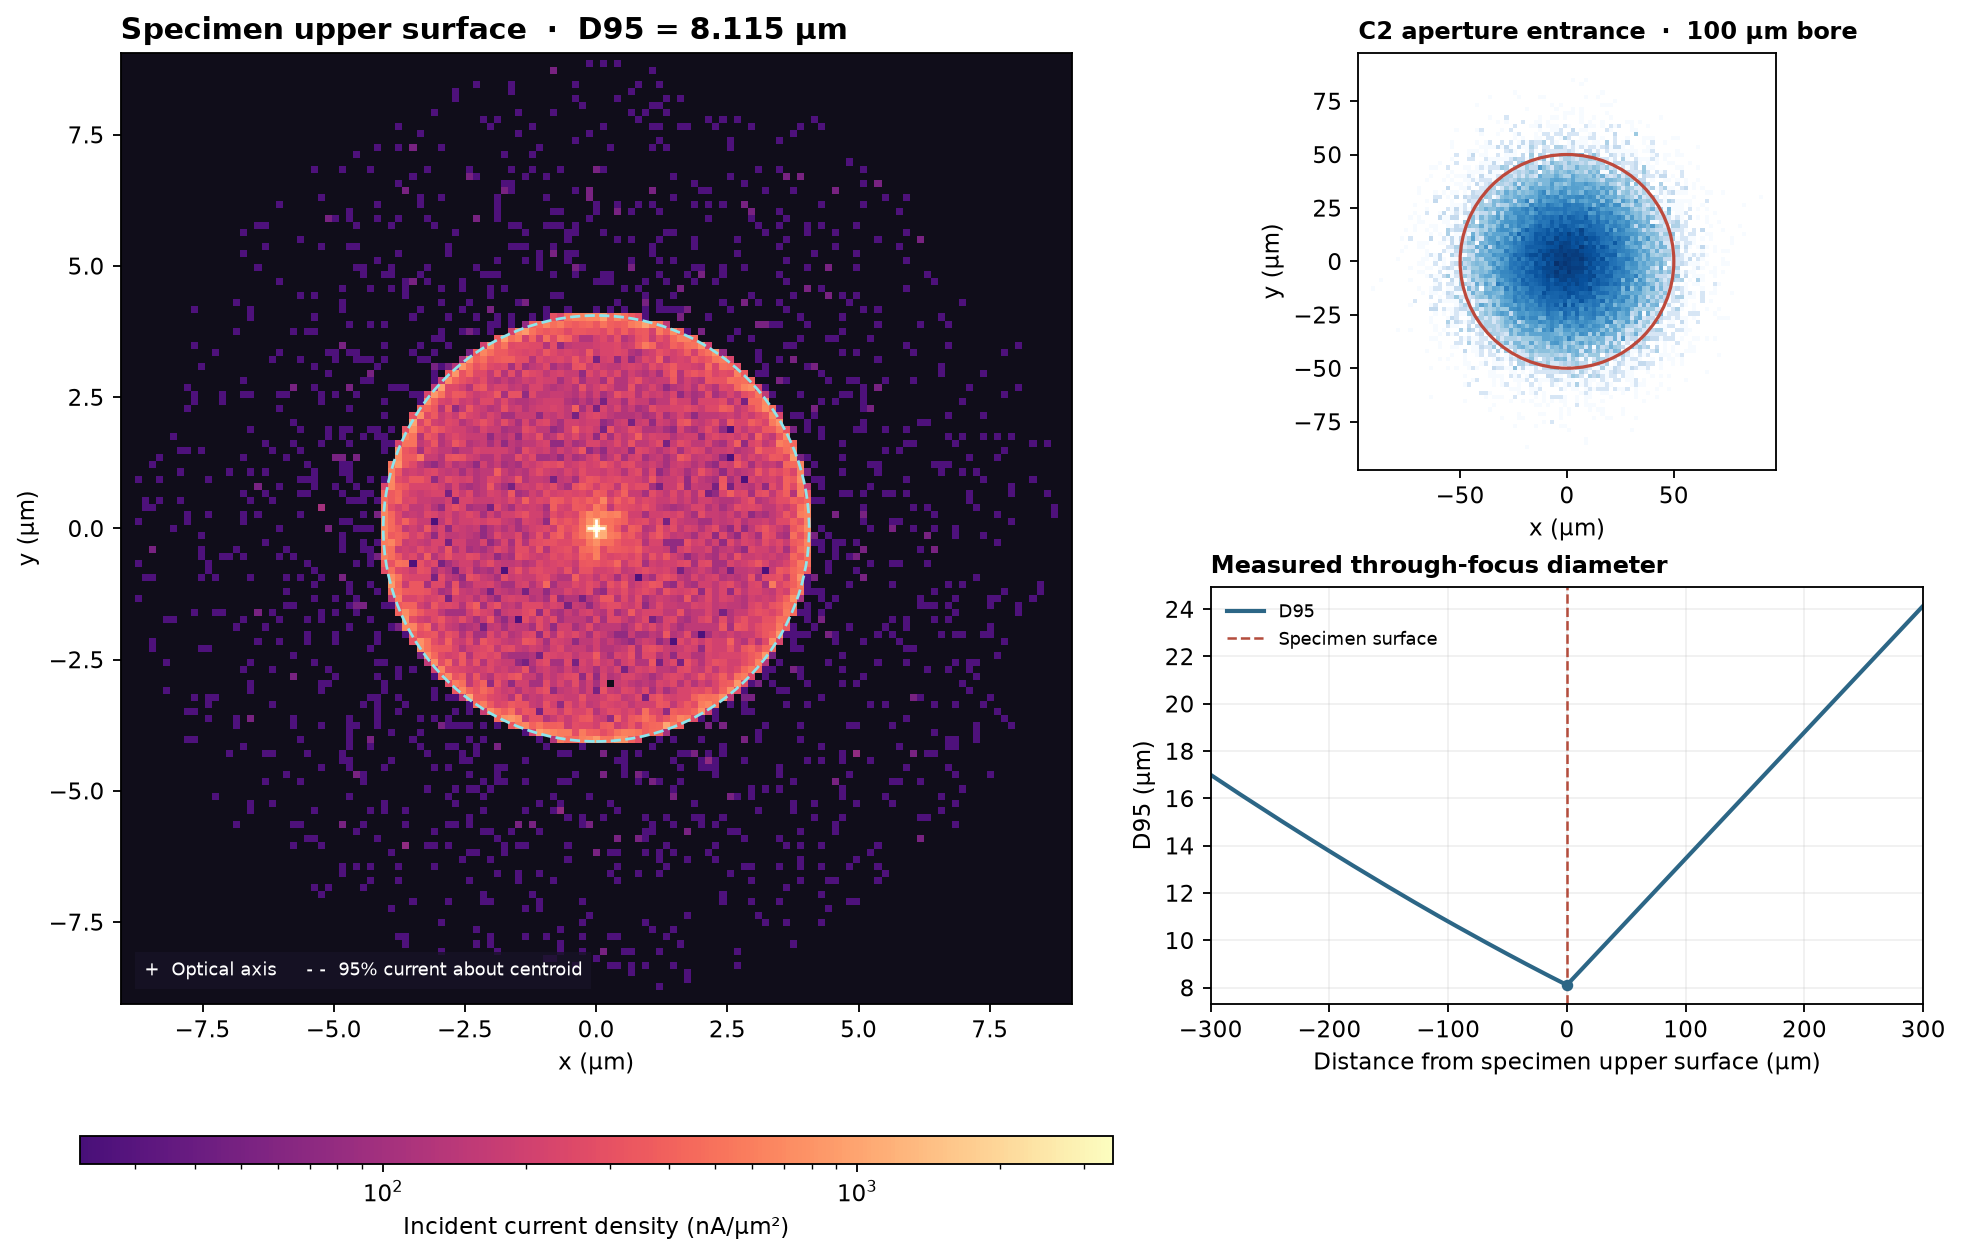 Specimen upper surface · D95 = 8.115 μm
7.5
5.0
2.5
0.0
−2.5
−5.0
−7.5
y (μm)
+ Optical axis -- 95% current about centroid
−7.5 −5.0 −2.5 0.0 2.5 5.0 7.5
x (μm)
C2 aperture entrance · 100 μm bore
75
50
25
0
−25
−50
−75
y (μm)
−50 0 50
x (μm)
Measured through-focus diameter
24
22
20
18
16
14
12
10
8
D95 (μm)
D95
Specimen surface
−300 −200 −100 0 100 200 300
Distance from specimen upper surface (μm)
10² 10³
Incident current density (nA/μm²)